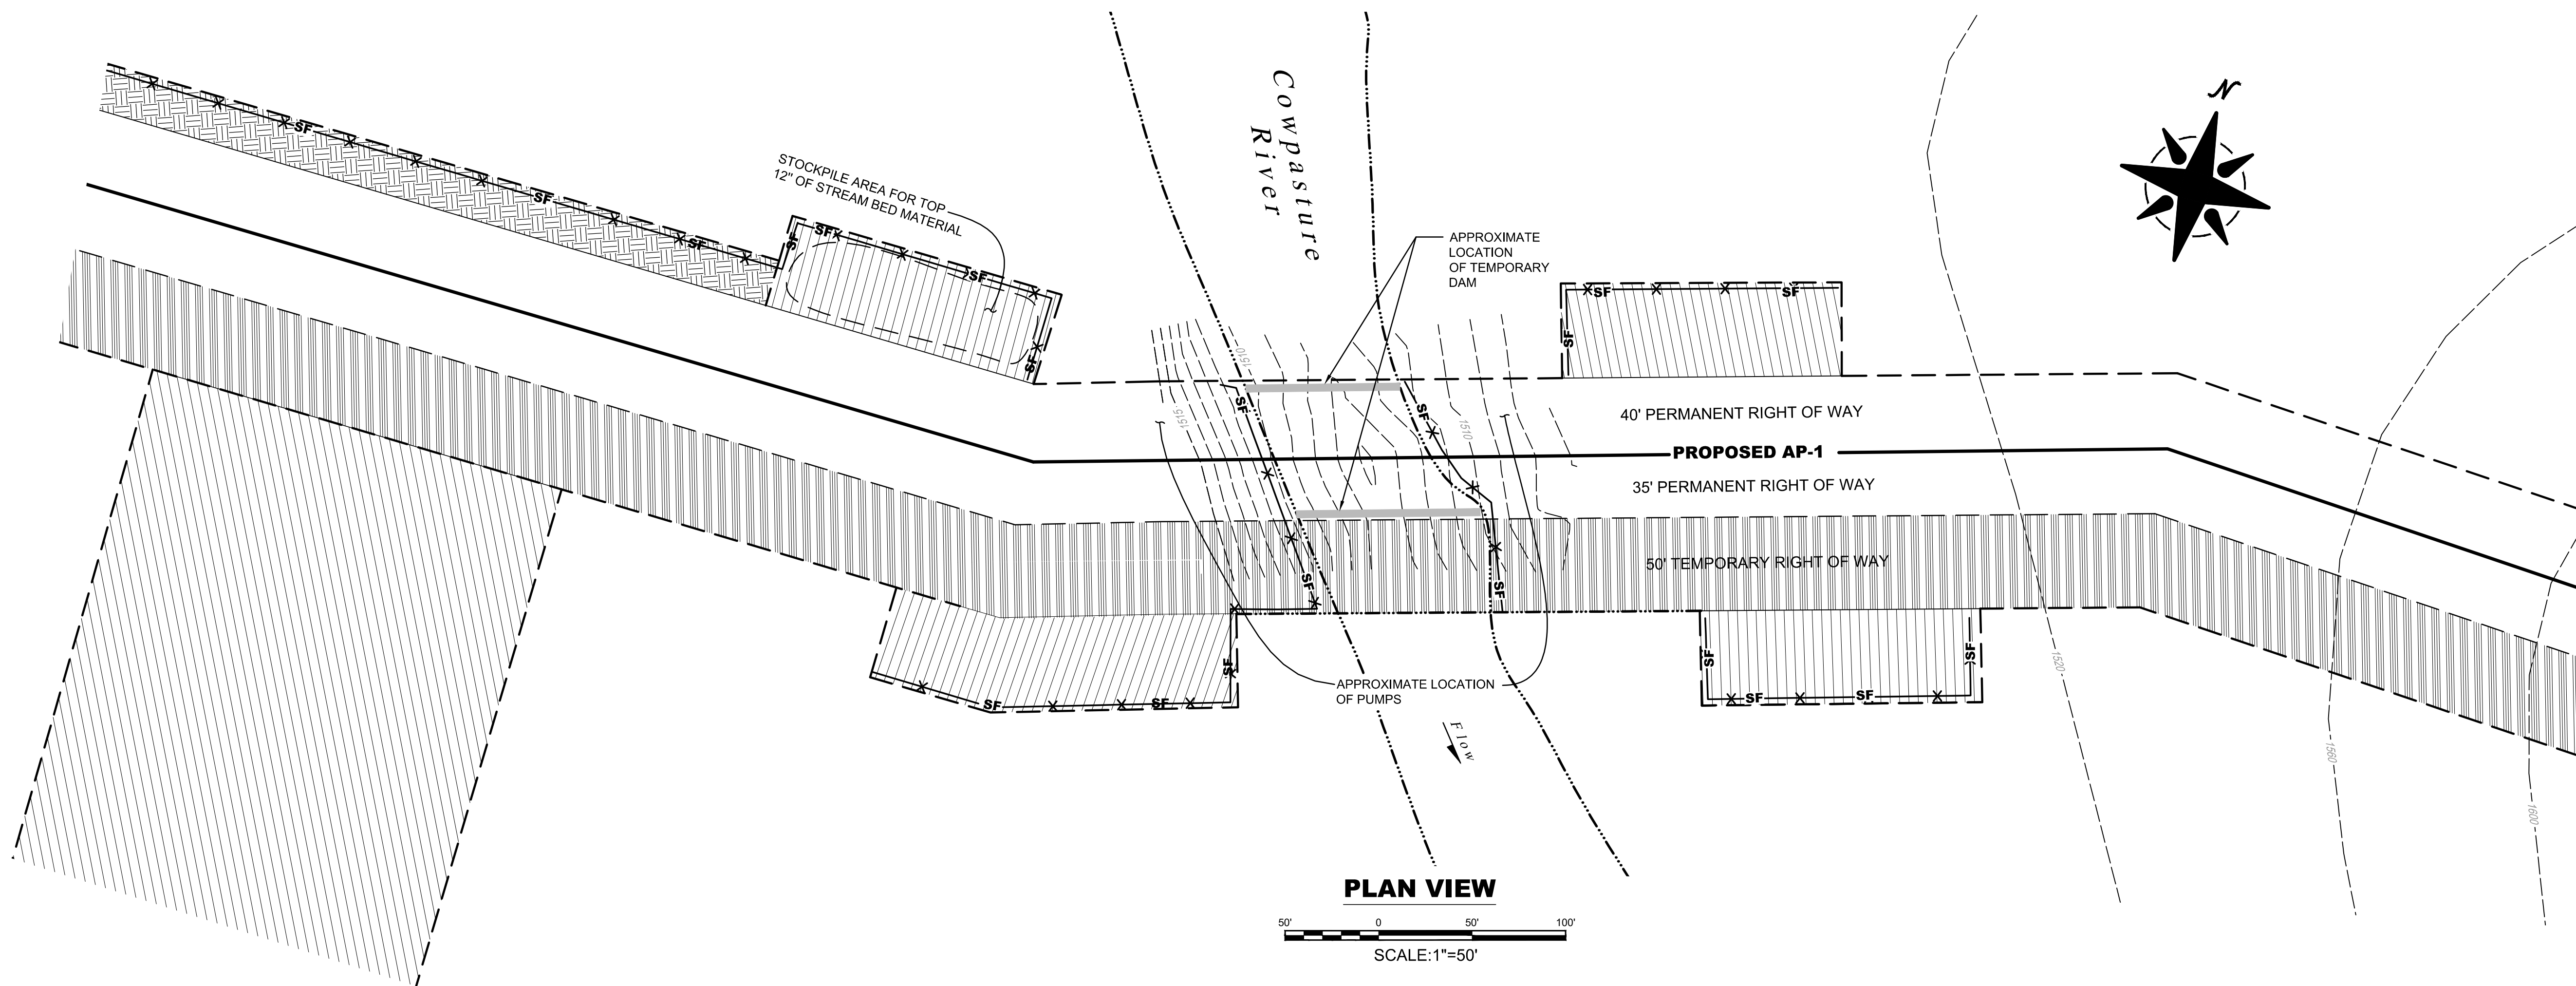 N
Cowpasture
River
STOCKPILE AREA FOR TOP
12" OF STREAM BED MATERIAL
SF
SF
SF
SF
SF
SF
SF
SF
APPROXIMATE
LOCATION
OF TEMPORARY
DAM
SF
SF
SF
1510
1515
SF
SF
1510
40' PERMANENT RIGHT OF WAY
PROPOSED AP-1
35' PERMANENT RIGHT OF WAY
50' TEMPORARY RIGHT OF WAY
SF
SF
SF
SF
SF
SF
SF
SF
SF
1520
1560
1600
APPROXIMATE LOCATION
OF PUMPS
Flow
PLAN VIEW
50'
0
50'
100'
SCALE:1"=50'